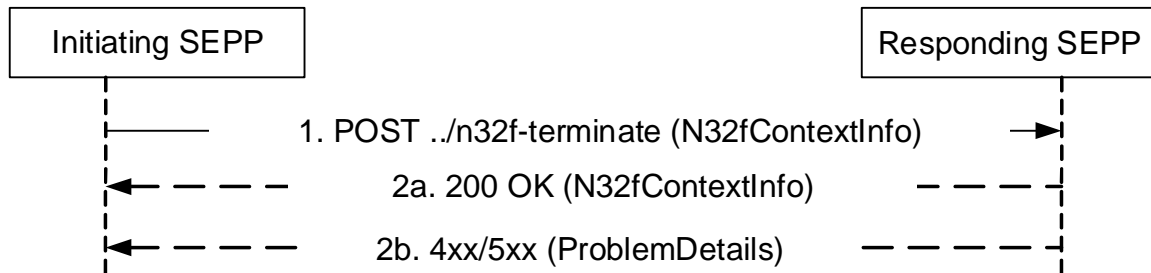 Initiating SEPP
Responding SEPP
1. POST ../n32f-terminate (N32fContextInfo)
2a. 200 OK (N32fContextInfo)
2b. 4xx/5xx (ProblemDetails)